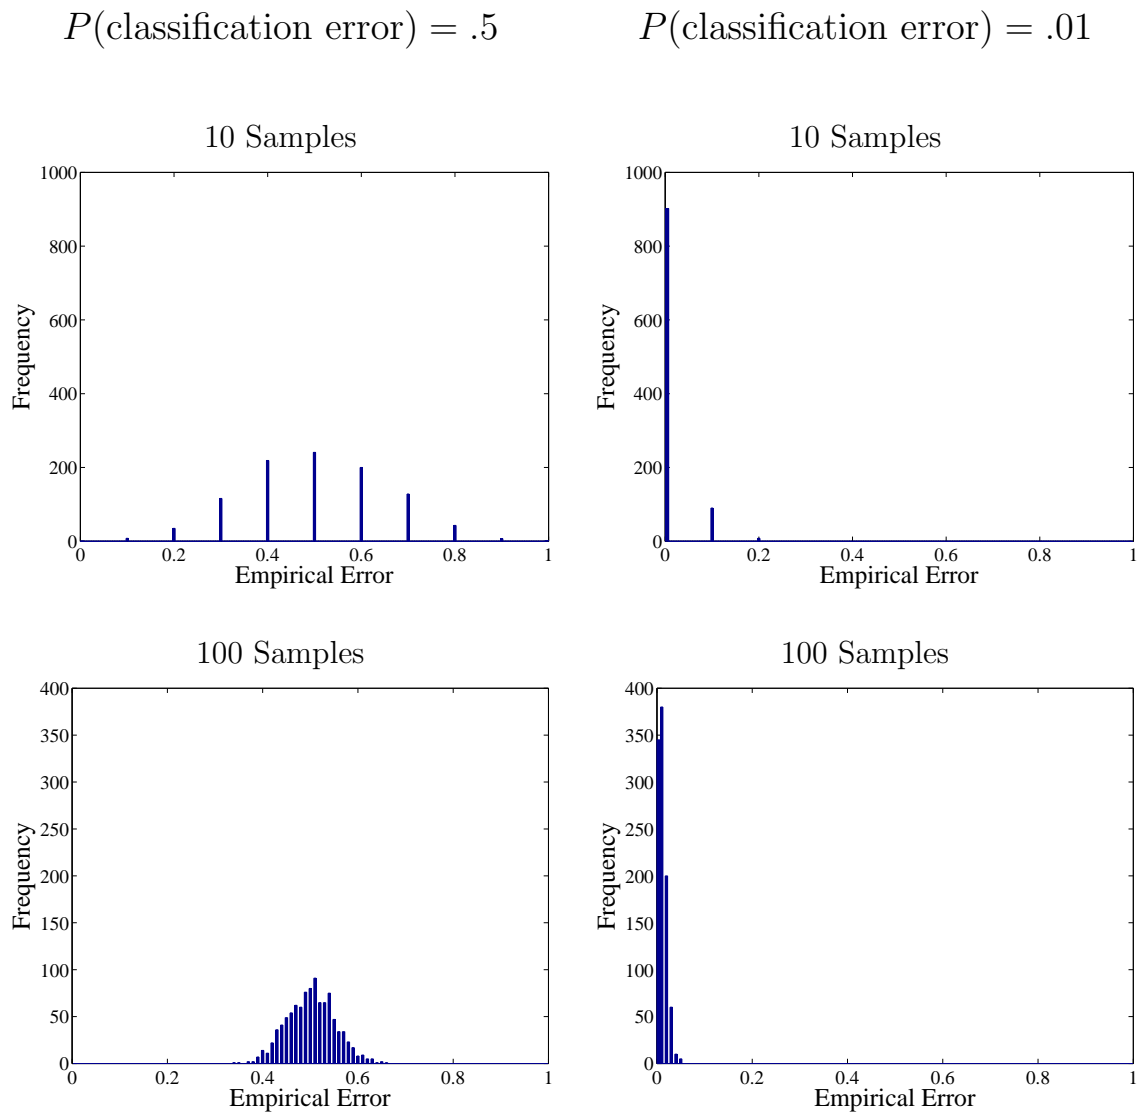 P(classification error) = .5
P(classification error) = .01
10 Samples
1000
800
600
400
200
0
Frequency
0 0.2 0.4 0.6 0.8 1
Empirical Error
10 Samples
1000
800
600
400
200
0
Frequency
0 0.2 0.4 0.6 0.8 1
Empirical Error
100 Samples
400
350
300
250
200
150
100
50
0
Frequency
0 0.2 0.4 0.6 0.8 1
Empirical Error
100 Samples
400
350
300
250
200
150
100
50
0
Frequency
0 0.2 0.4 0.6 0.8 1
Empirical Error